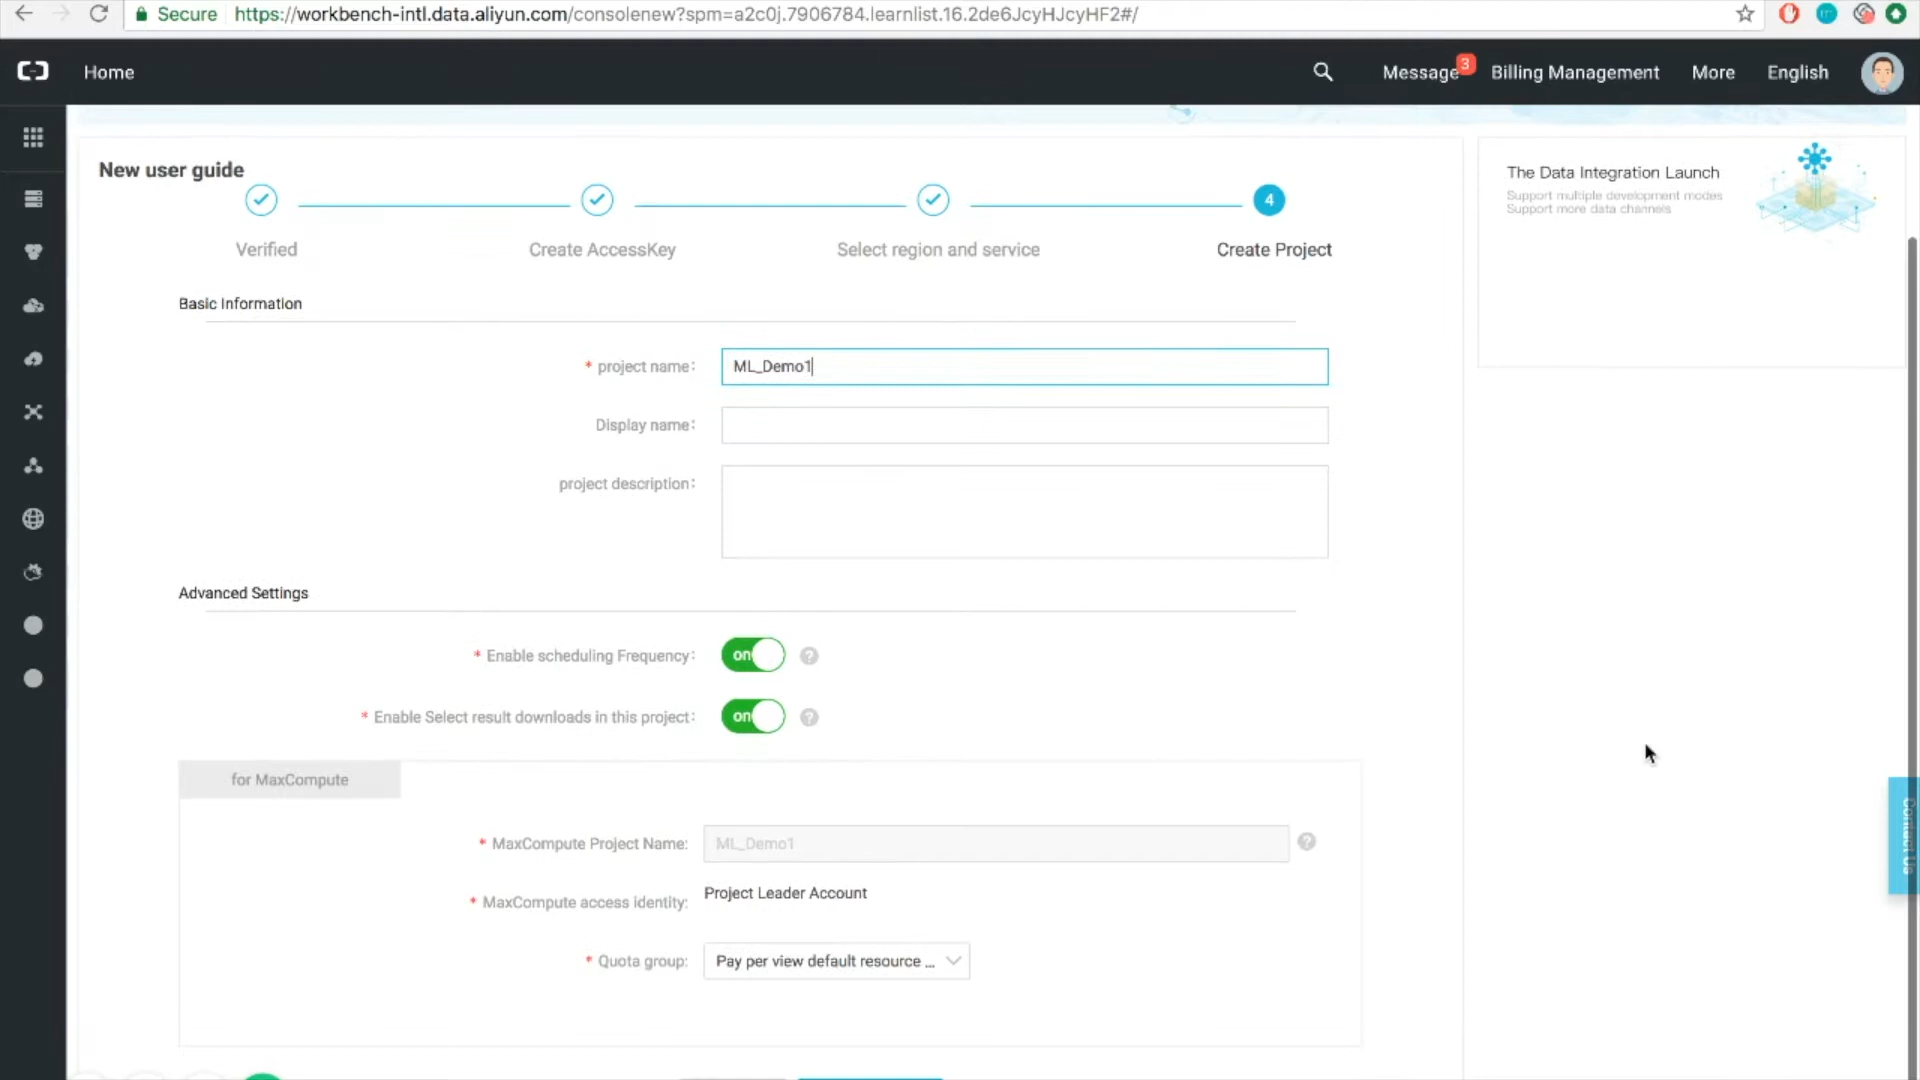 Secure https://workbench-intl.data.aliyun.com/consolenew?spm=a2c0j.7906784.learnlist.16.2de6JcyHJcyHF2#/
Home Message 3 Billing Management More English
New user guide
4
Verified Create AccessKey Select region and service Create Project
The Data Integration Launch
Support multiple development modes
Support more data channels
Basic Information
* project name: ML_Demo1
Display name:
project description:
Advanced Settings
* Enable scheduling Frequency: on ?
* Enable Select result downloads in this project: on ?
for MaxCompute
* MaxCompute Project Name: ML_Demo1 ?
* MaxCompute access identity: Project Leader Account
* Quota group: Pay per view default resource ...
Contact Us